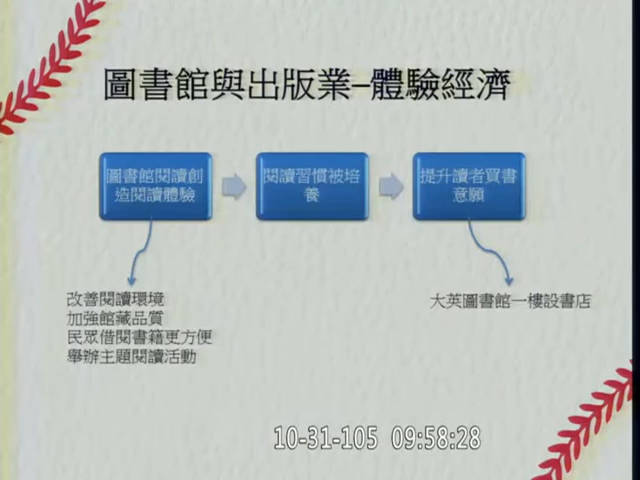 圖書館與出版業–體驗經濟
圖書館閱讀創
造閱讀體驗
閱讀習慣被培
養
提升讀者買書
意願
改善閱讀環境
加強館藏品質
民眾借閱書籍更方便
舉辦主題閱讀活動
大英圖書館一樓設書店
10-31-105 09:58:28